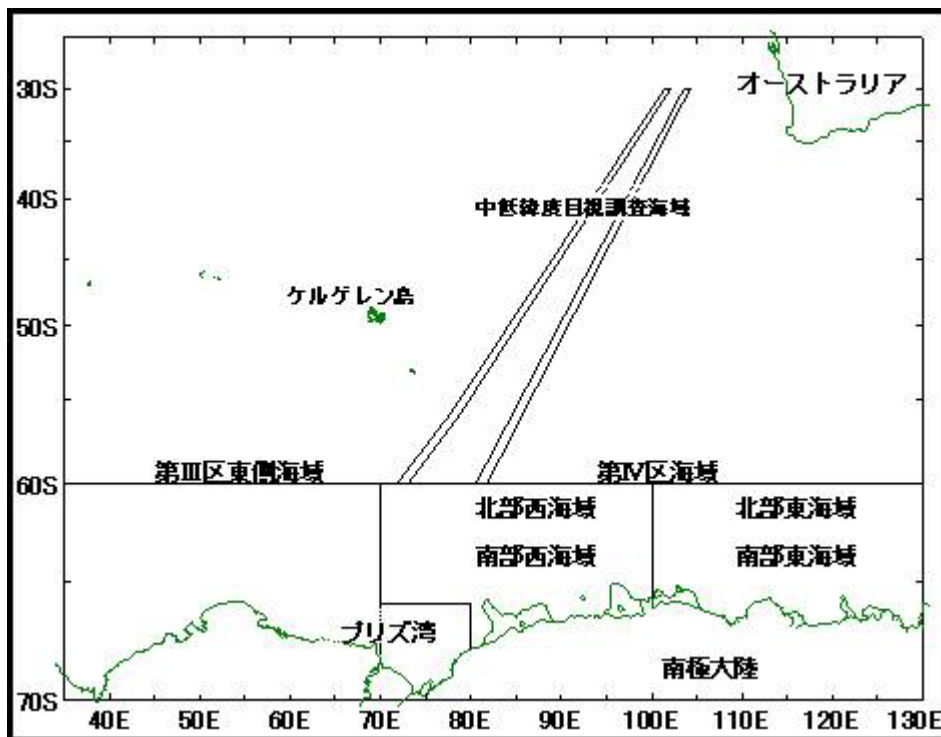 30S
オーストラリア
40S
中低緯度目視調査海域
ケルゲレン島
50S
第III区東側海域
第IV区海域
60S
北部西海域
北部東海域
南部西海域
南部東海域
プリズ湾
南極大陸
70S
40E 50E 60E 70E 80E 90E 100E 110E 120E 130E